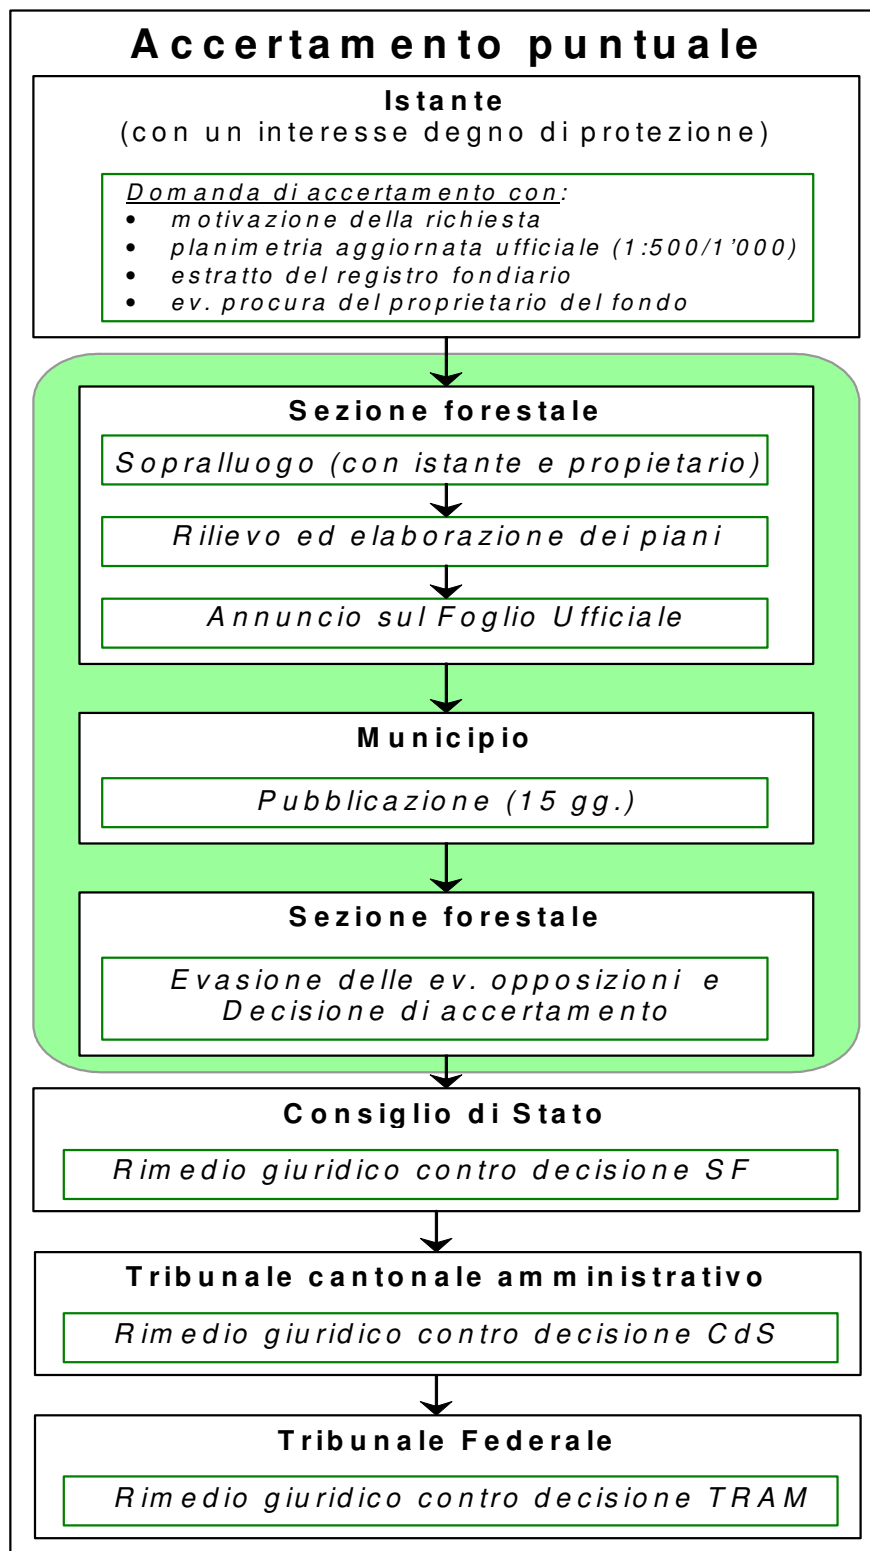 Accertamento puntuale
Istante
(con un interesse degno di protezione)
Domanda di accertamento con:
• motivazione della richiesta
• planimetria aggiornata ufficiale (1:500/1'000)
• estratto del registro fondiario
• ev. procura del proprietario del fondo
Sezione forestale
Sopralluogo (con istante e propietario)
Rilievo ed elaborazione dei piani
Annuncio sul Foglio Ufficiale
Municipio
Pubblicazione (15 gg.)
Sezione forestale
Evasione delle ev. opposizioni e
Decisione di accertamento
Consiglio di Stato
Rimedio giuridico contro decisione SF
Tribunale cantonale amministrativo
Rimedio giuridico contro decisione CdS
Tribunale Federale
Rimedio giuridico contro decisione TRAM